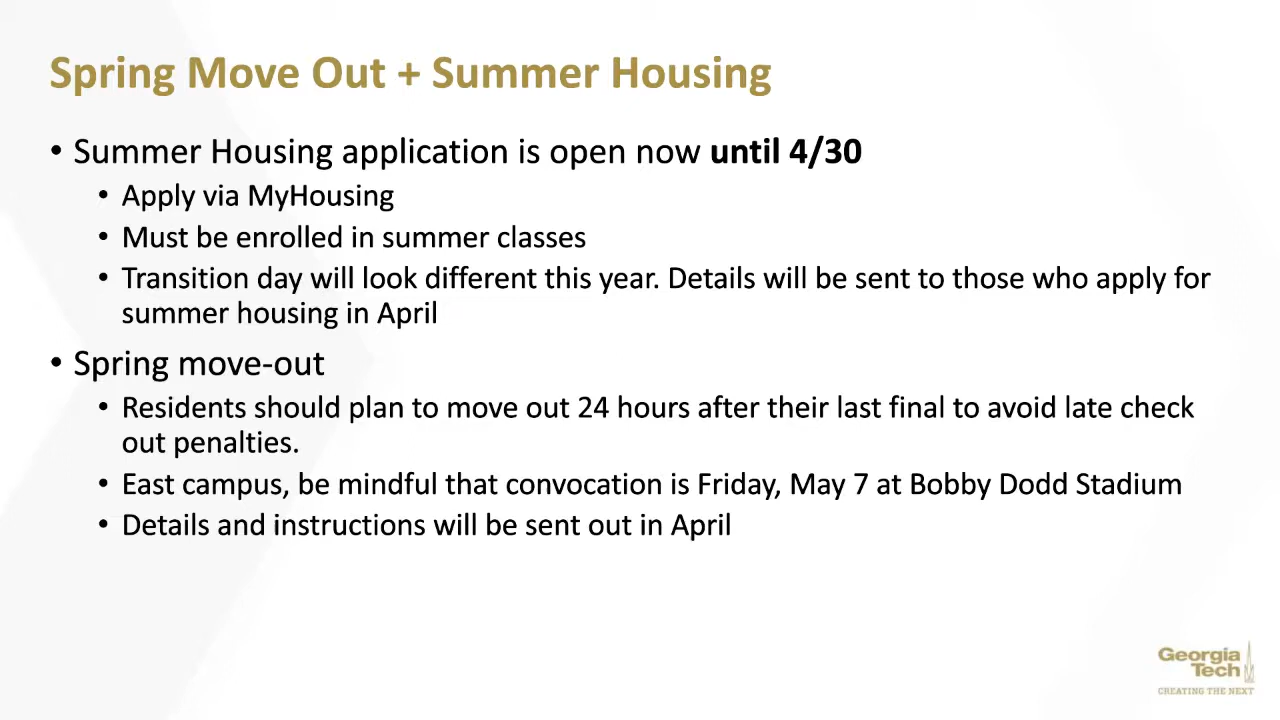 Spring Move Out + Summer Housing
• Summer Housing application is open now until 4/30
• Apply via MyHousing
• Must be enrolled in summer classes
• Transition day will look different this year. Details will be sent to those who apply for
summer housing in April
• Spring move-out
• Residents should plan to move out 24 hours after their last final to avoid late check
out penalties.
• East campus, be mindful that convocation is Friday, May 7 at Bobby Dodd Stadium
• Details and instructions will be sent out in April
Georgia
Tech
CREATING THE NEXT